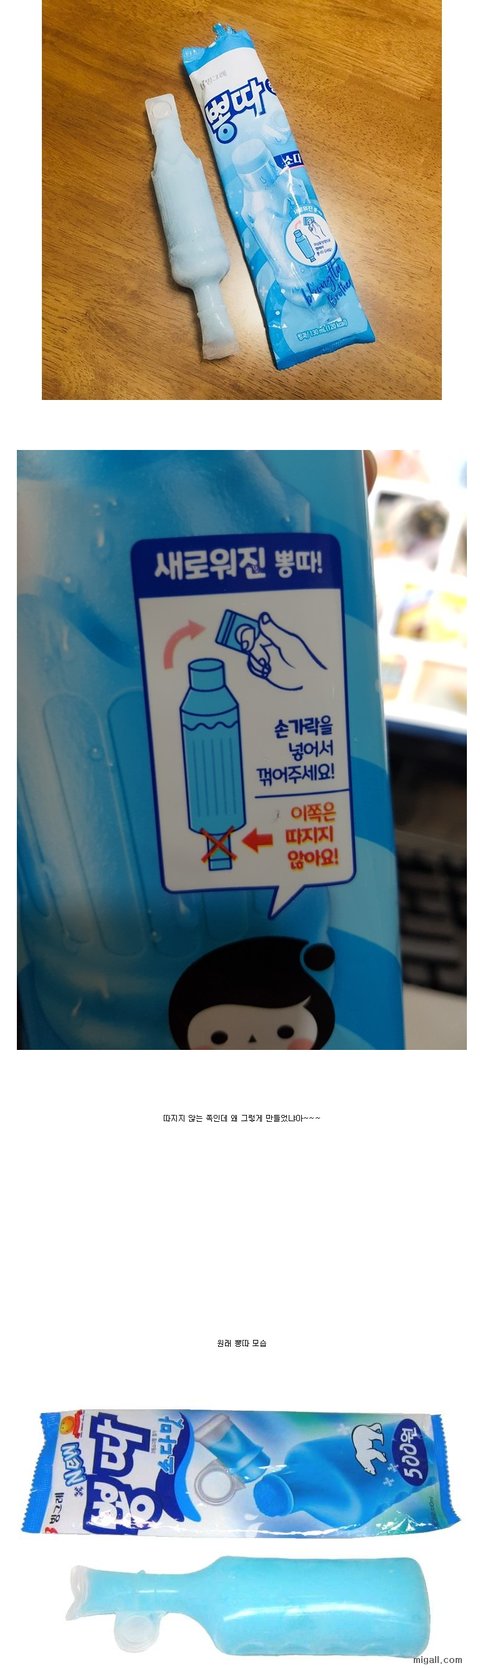 빙그레
뽕따
소다
새로워진 뽕따!
손가락을
넣어서
꺾어주세요!
이쪽은
따지지
않아요!
따지지 않는 쪽인데 왜 그렇게 만들었냐아~~~
원래 뽕따 모습
NEW
빙그레
뽕따
소다맛
500원
migall.com